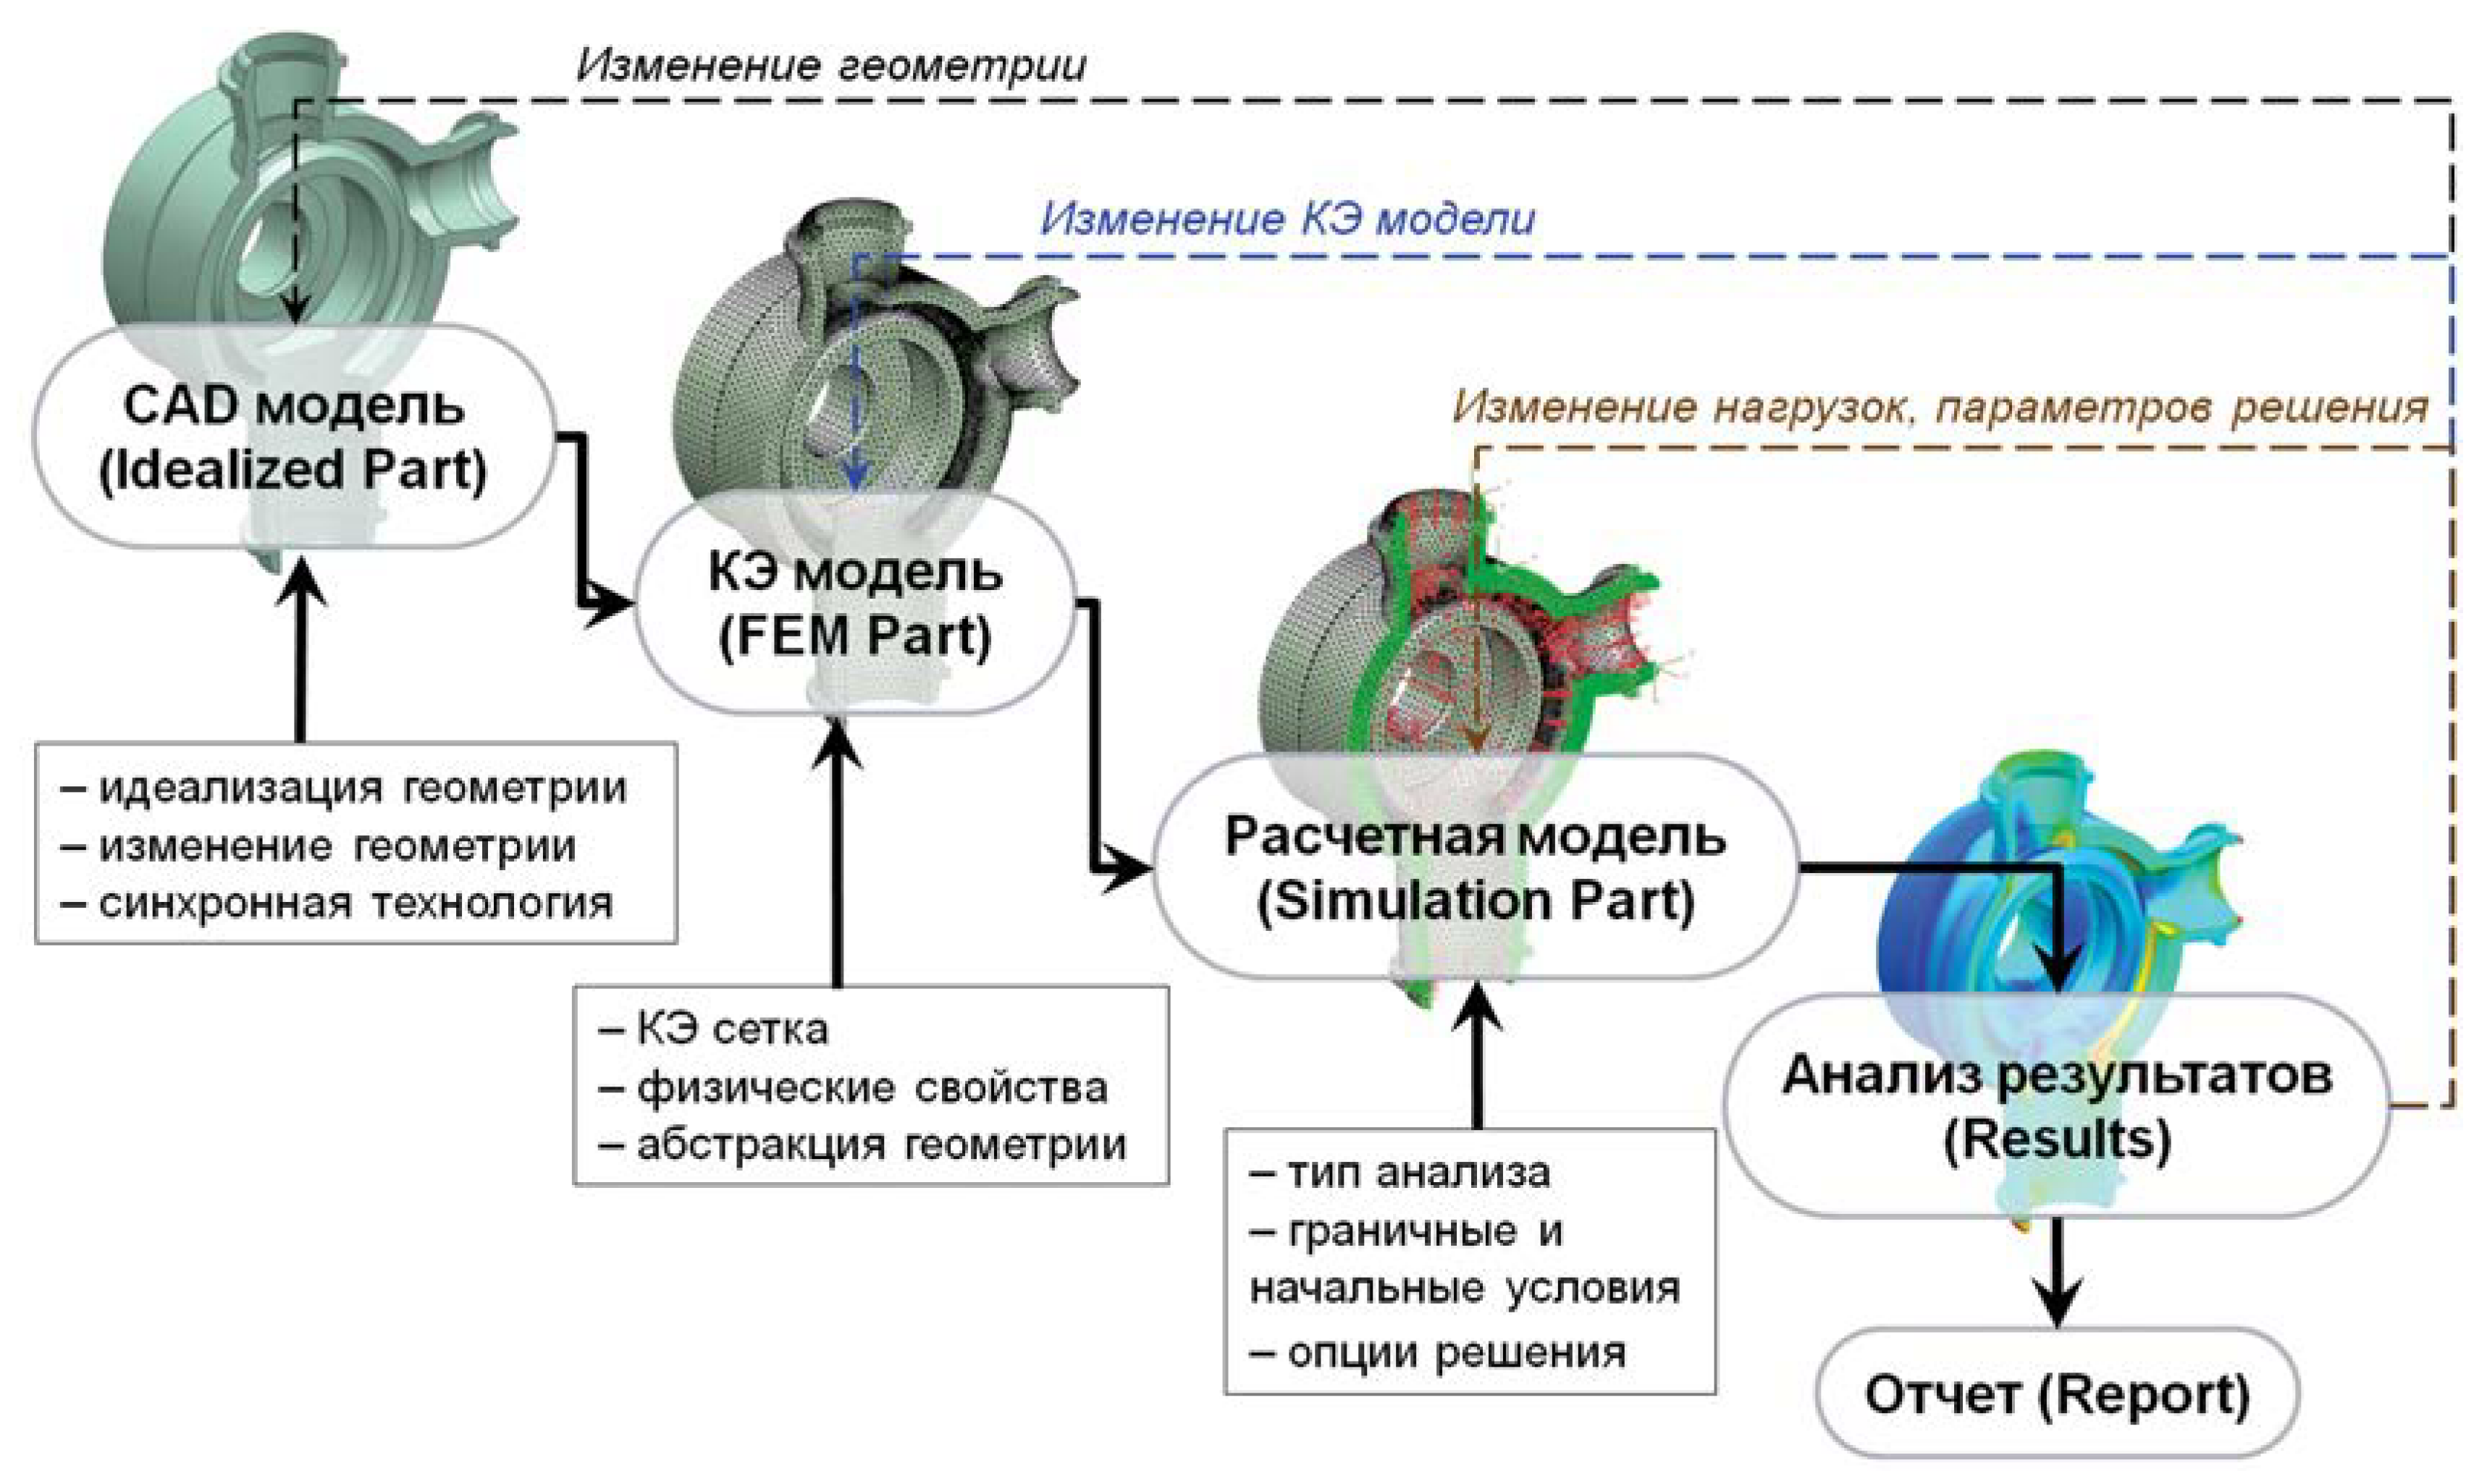 Изменение геометрии
Изменение КЭ модели
Изменение нагрузок, параметров решения
CAD модель
(Idealized Part)
КЭ модель
(FEM Part)
– идеализация геометрии
– изменение геометрии
– синхронная технология
Расчетная модель
(Simulation Part)
– КЭ сетка
– физические свойства
– абстракция геометрии
Анализ результатов
(Results)
– тип анализа
– граничные и
начальные условия
– опции решения
Отчет (Report)